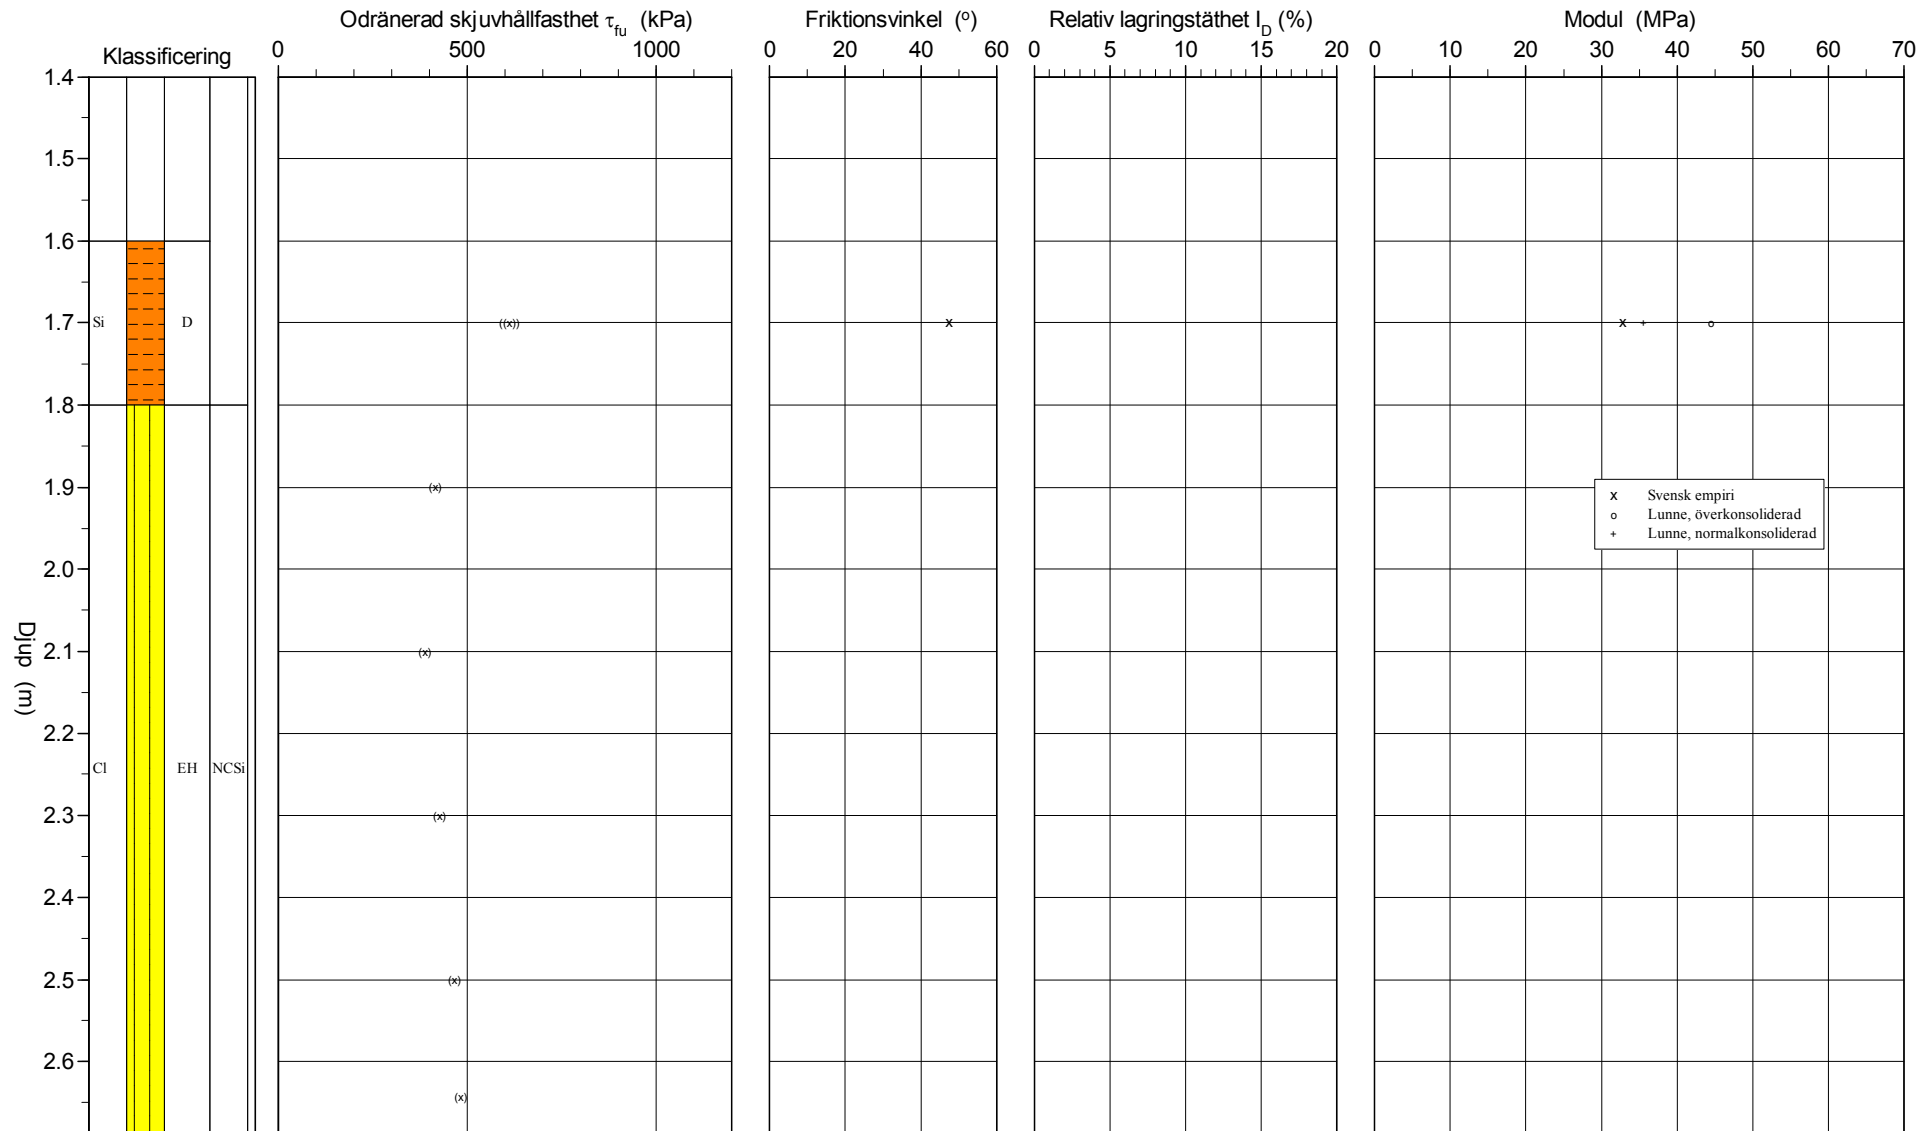 Odränerad skjuvhållfasthet τfu (kPa)
Friktionsvinkel (º)
Relativ lagringstäthet ID (%)
Modul (MPa)
Klassificering
0 500 1000
0 20 40 60
0 5 10 15 20
0 10 20 30 40 50 60 70
1.4
1.5
1.6
1.7
1.8
1.9
2.0
2.1
2.2
2.3
2.4
2.5
2.6
Djup (m)
Si D
((x))
x
x + o
(x)
x Svensk empiri
o Lunne, överkonsoliderad
+ Lunne, normalkonsoliderad
(x)
Cl EH NCSi
(x)
(x)
(x)